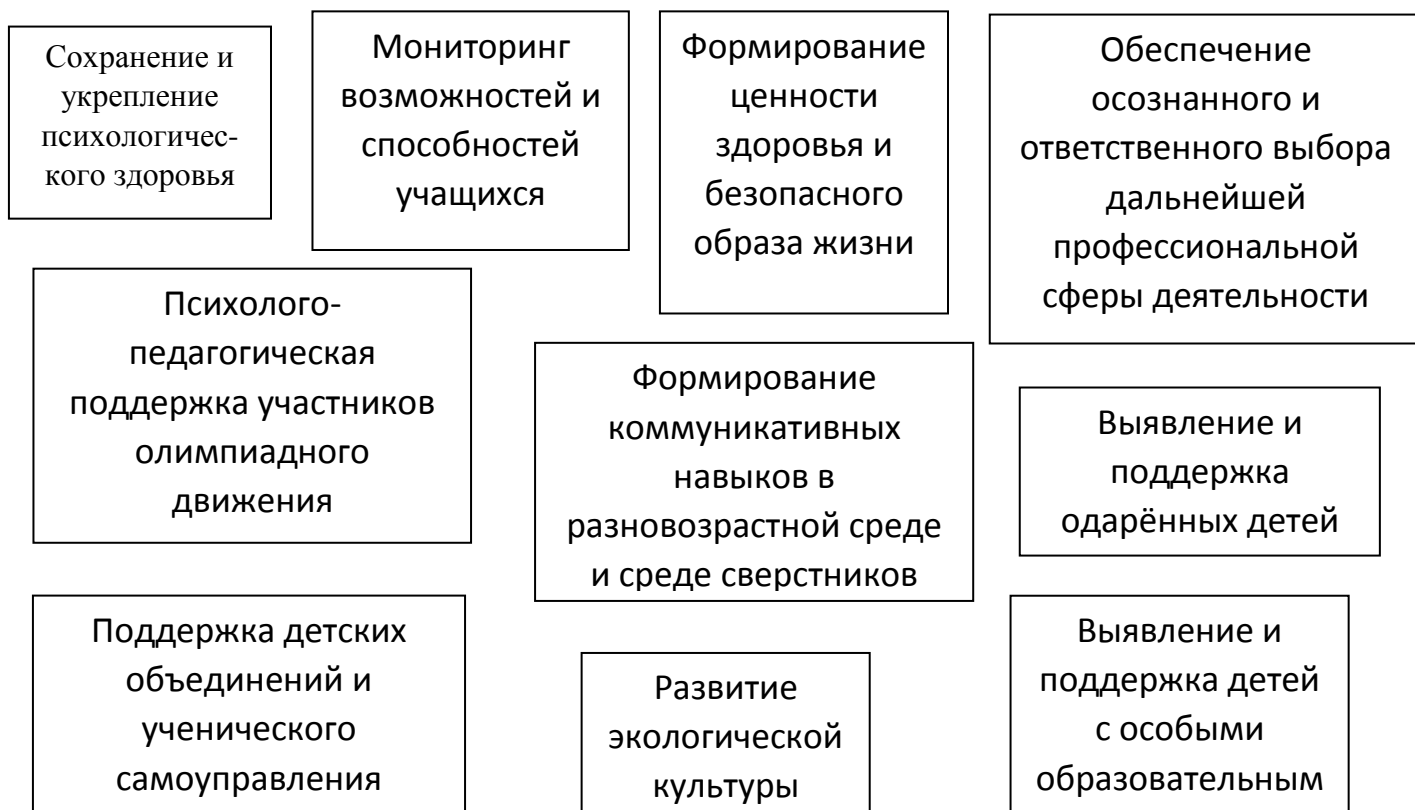 Сохранение и
укрепление
психологичес-
кого здоровья
Мониторинг
возможностей и
способностей
учащихся
Формирование
ценности
здоровья и
безопасного
образа жизни
Обеспечение
осознанного и
ответственного выбора
дальнейшей
профессиональной
сферы деятельности
Психолого-
педагогическая
поддержка участников
олимпиадного
движения
Формирование
коммуникативных
навыков в
разновозрастной среде
и среде сверстников
Выявление и
поддержка
одарённых детей
Поддержка детских
объединений и
ученического
самоуправления
Развитие
экологической
культуры
Выявление и
поддержка детей
с особыми
образовательным